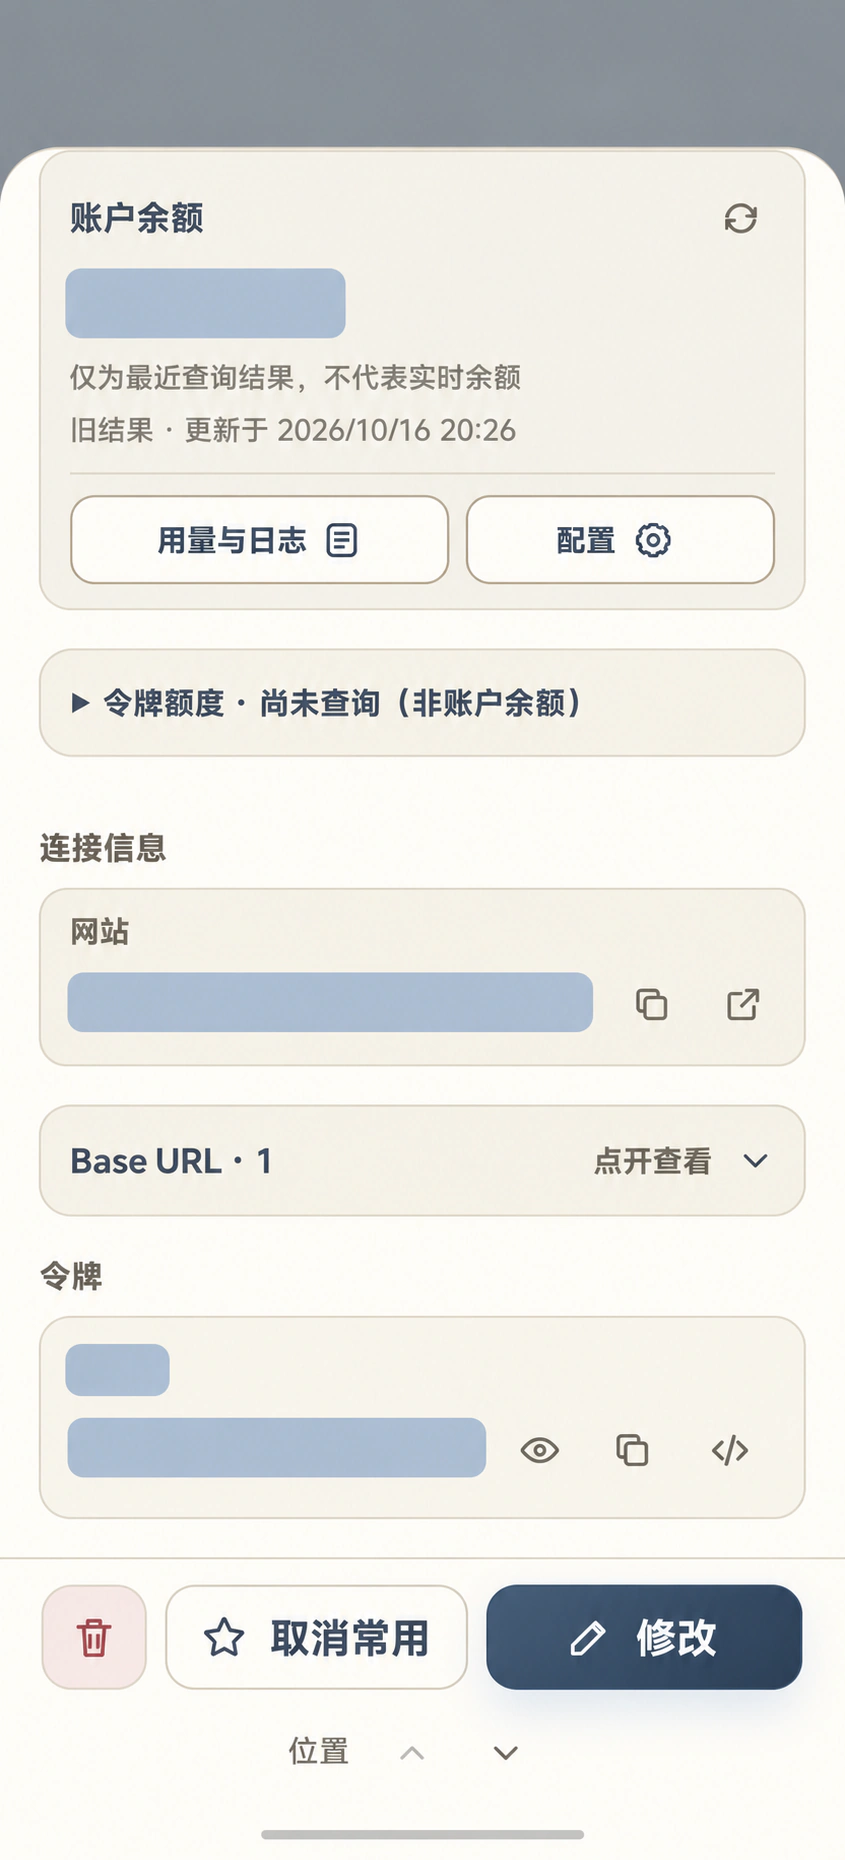 账户余额
仅为最近查询结果，不代表实时余额
旧结果 · 更新于 2026/10/16 20:26
用量与日志
配置
令牌额度 · 尚未查询（非账户余额）
连接信息
网站
Base URL · 1
点开查看
令牌
取消常用
修改
位置